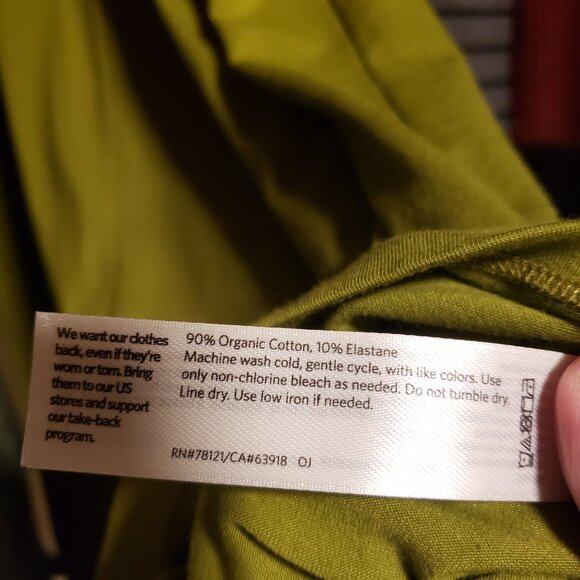 We want our clothes
back, even if they're
worn or torn. Bring
them to our US
stores and support
our take-back
program.
90% Organic Cotton, 10% Elastane
Machine wash cold, gentle cycle, with like colors. Use
only non-chlorine bleach as needed. Do not tumble dry.
Line dry. Use low iron if needed.
RN#78121/CA#63918 OJ